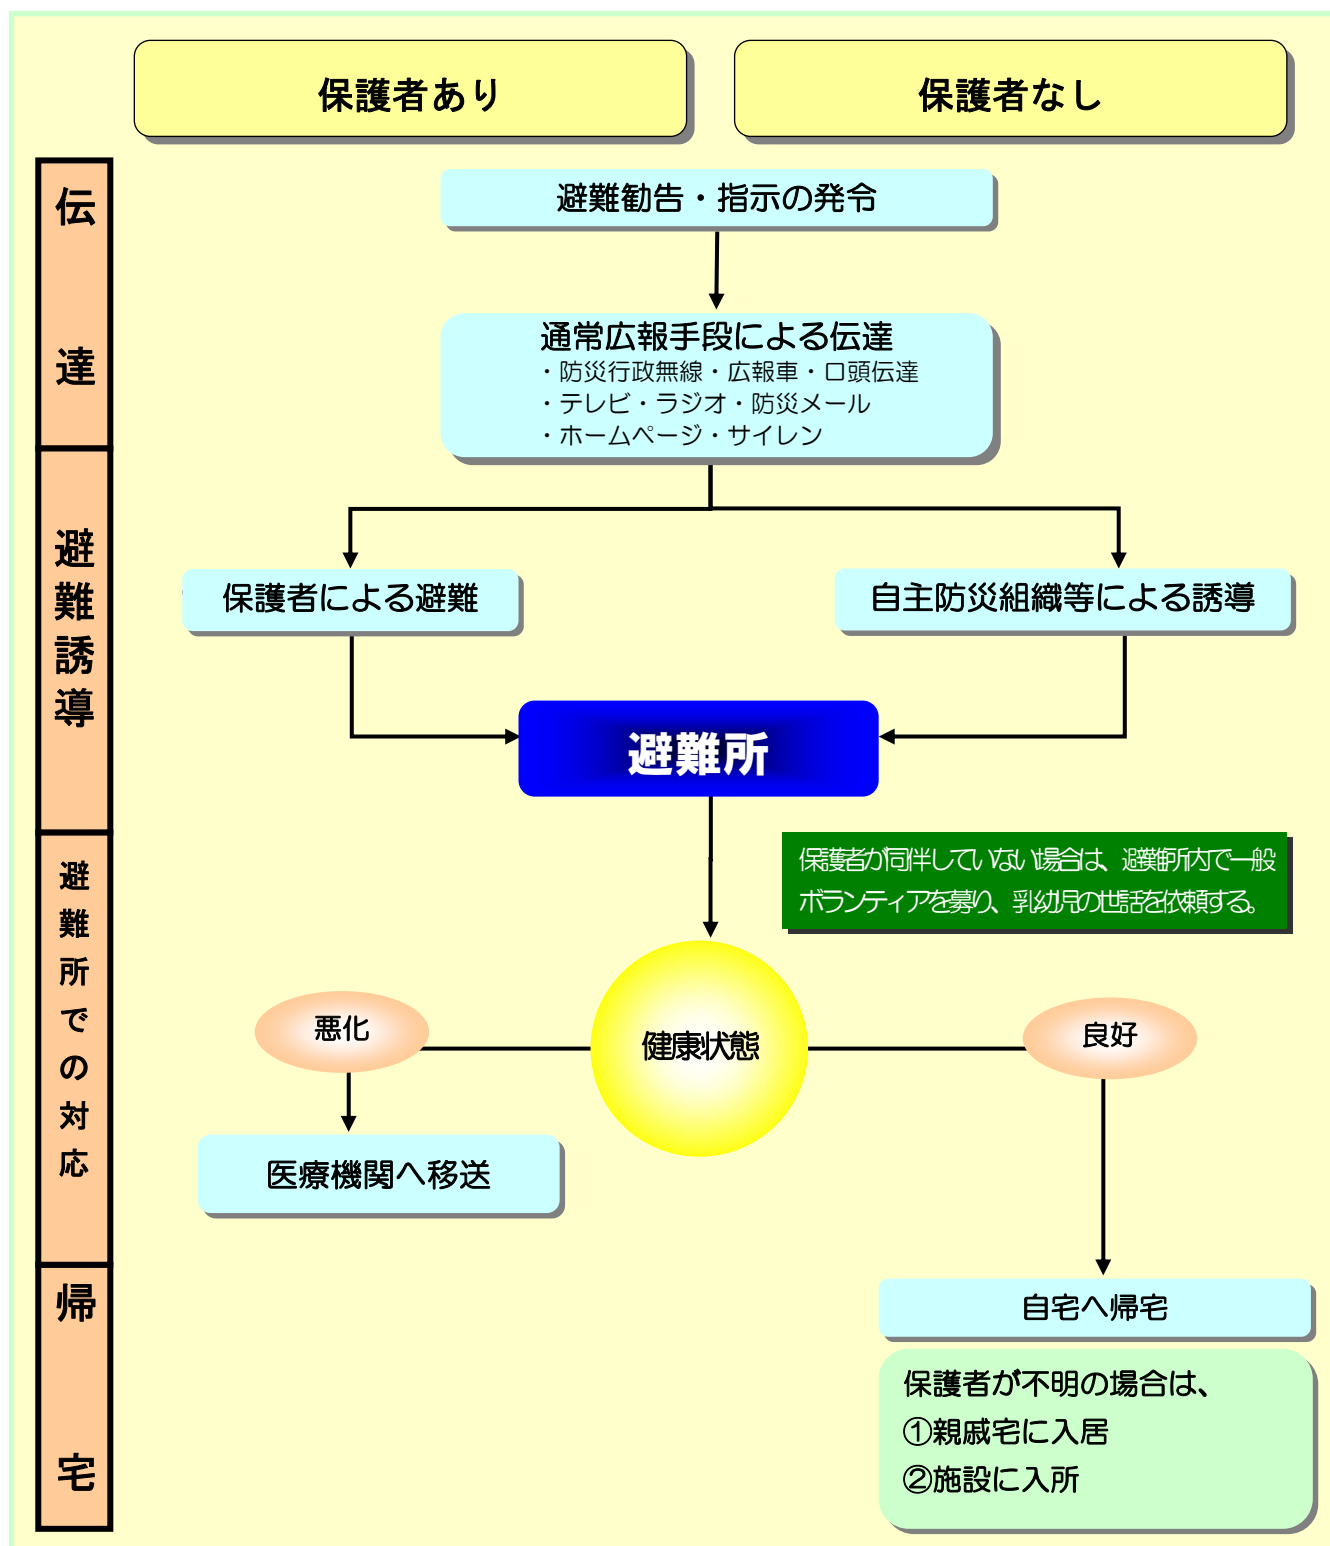 保護者あり
保護者なし
伝達
避難勧告・指示の発令
通常広報手段による伝達
・防災行政無線・広報車・口頭伝達
・テレビ・ラジオ・防災メール
・ホームページ・サイレン
避難誘導
保護者による避難
自主防災組織等による誘導
避難所
避難所での対応
保護者が同伴していない場合は、避難所内で一般
ボランティアを募り、乳幼児の世話を依頼する。
悪化
健康状態
良好
医療機関へ移送
帰宅
自宅へ帰宅
保護者が不明の場合は、
①親戚宅に入居
②施設に入所